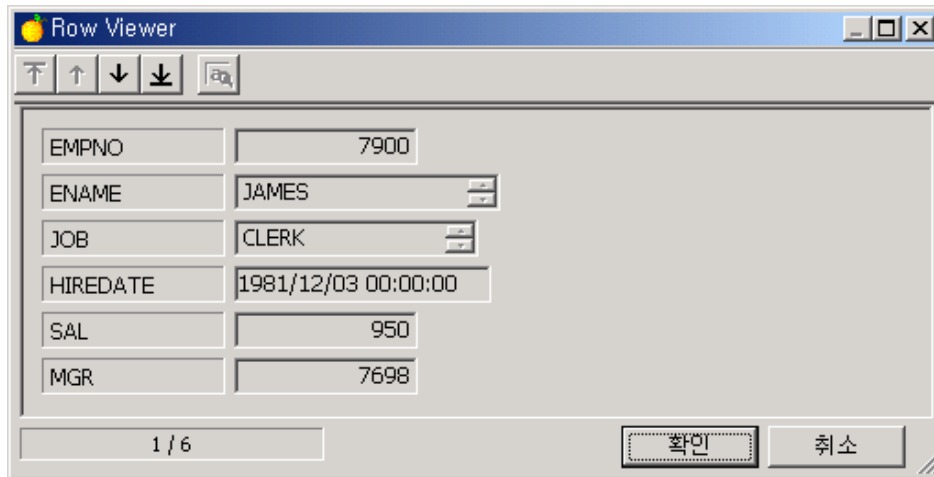 Row Viewer
EMPNO 7900
ENAME JAMES
JOB CLERK
HIREDATE 1981/12/03 00:00:00
SAL 950
MGR 7698
1 / 6 확인 취소